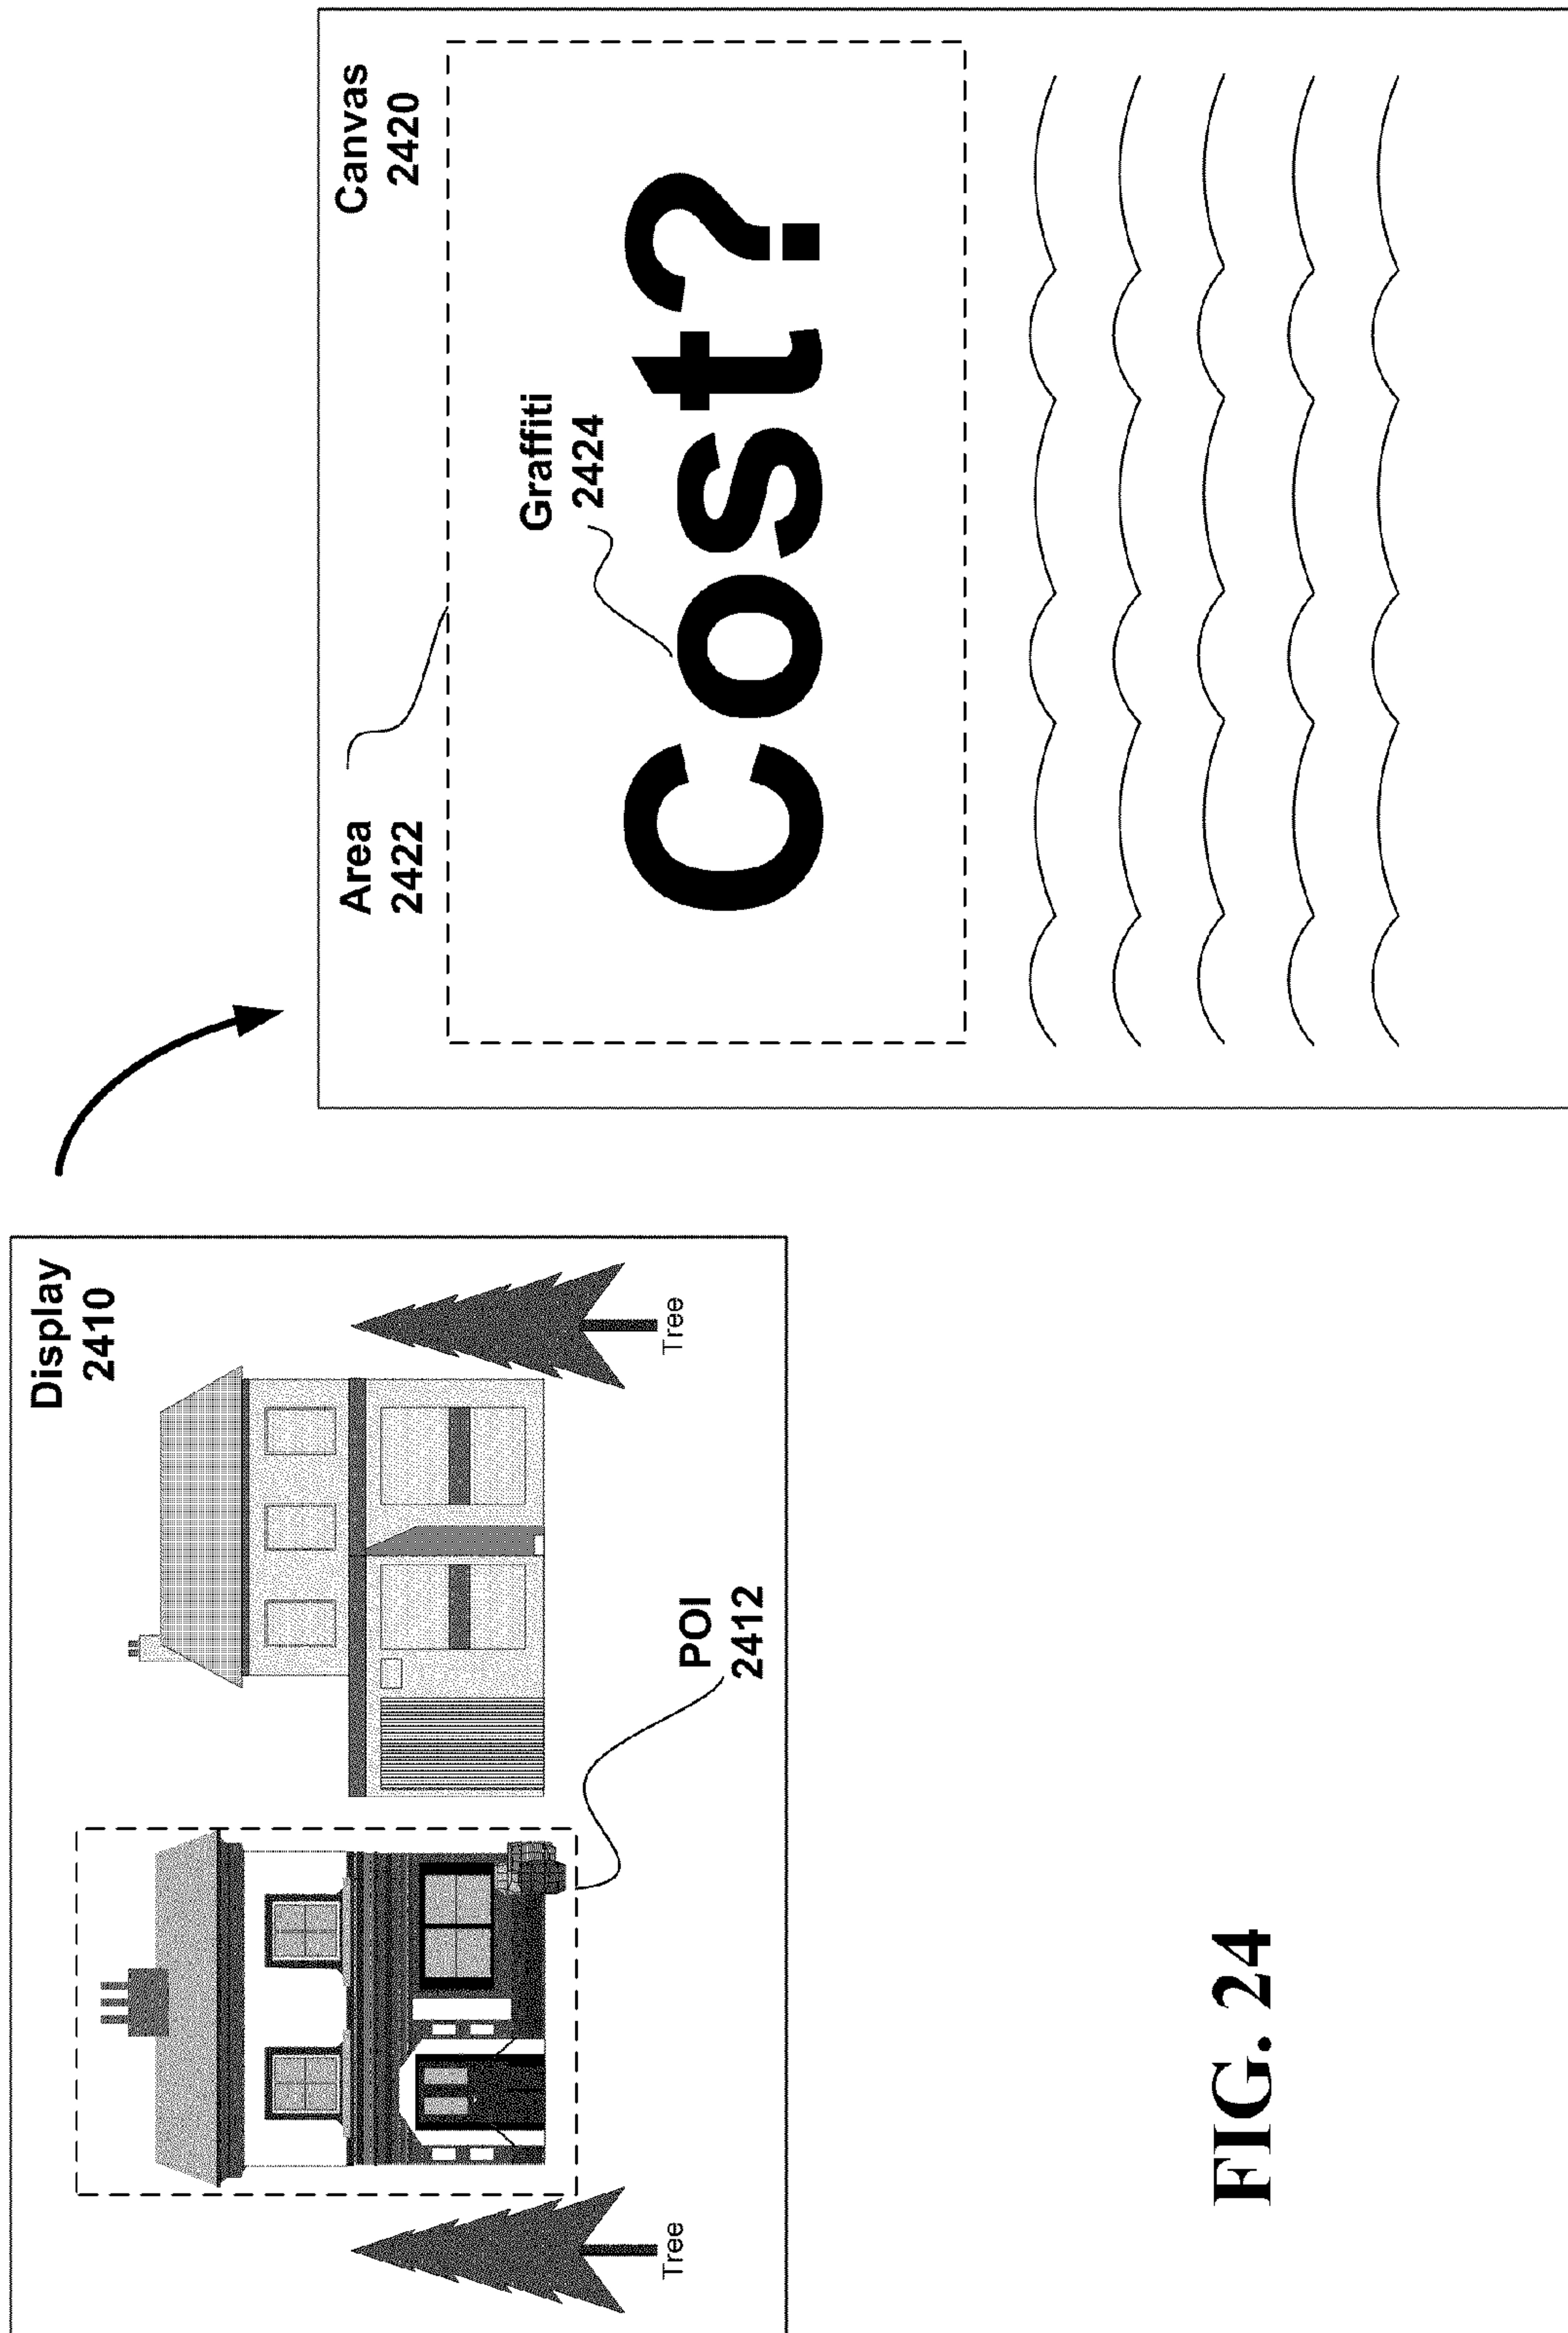 Display
2410
Tree
Tree
POI
2412
Canvas
2420
Area
2422
Graffiti
2424
Cost?
FIG. 24